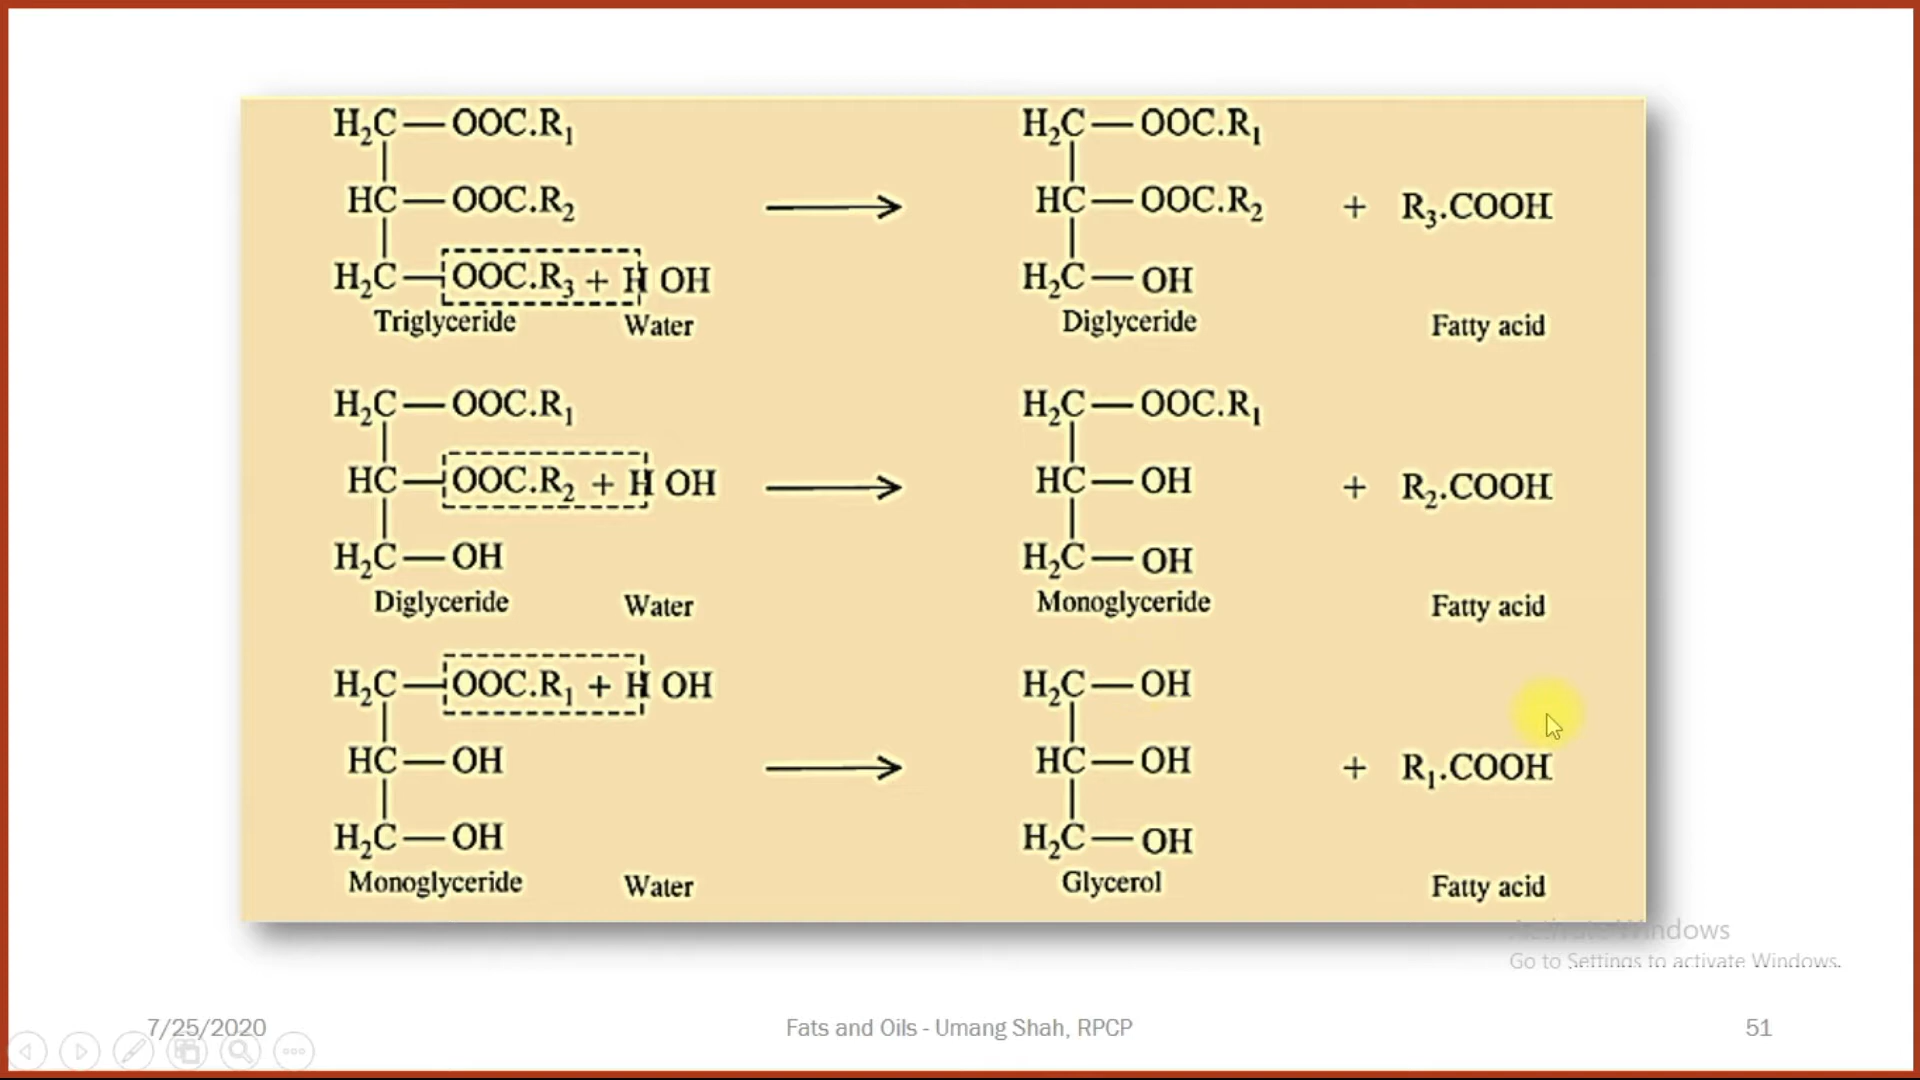 H₂C—OOC.R₁ H₂C—OOC.R₁
HC—OOC.R₂ → HC—OOC.R₂ + R₃.COOH
H₂C—OOC.R₃ + H OH H₂C—OH
Triglyceride Water Diglyceride Fatty acid
H₂C—OOC.R₁ H₂C—OOC.R₁
HC—OOC.R₂ + H OH → HC—OH + R₂.COOH
H₂C—OH H₂C—OH
Diglyceride Water Monoglyceride Fatty acid
H₂C—OOC.R₁ + H OH H₂C—OH
HC—OH → HC—OH + R₁.COOH
H₂C—OH H₂C—OH
Monoglyceride Water Glycerol Fatty acid
Activate Windows
Go to Settings to activate Windows.
7/25/2020 Fats and Oils - Umang Shah, RPCP 51